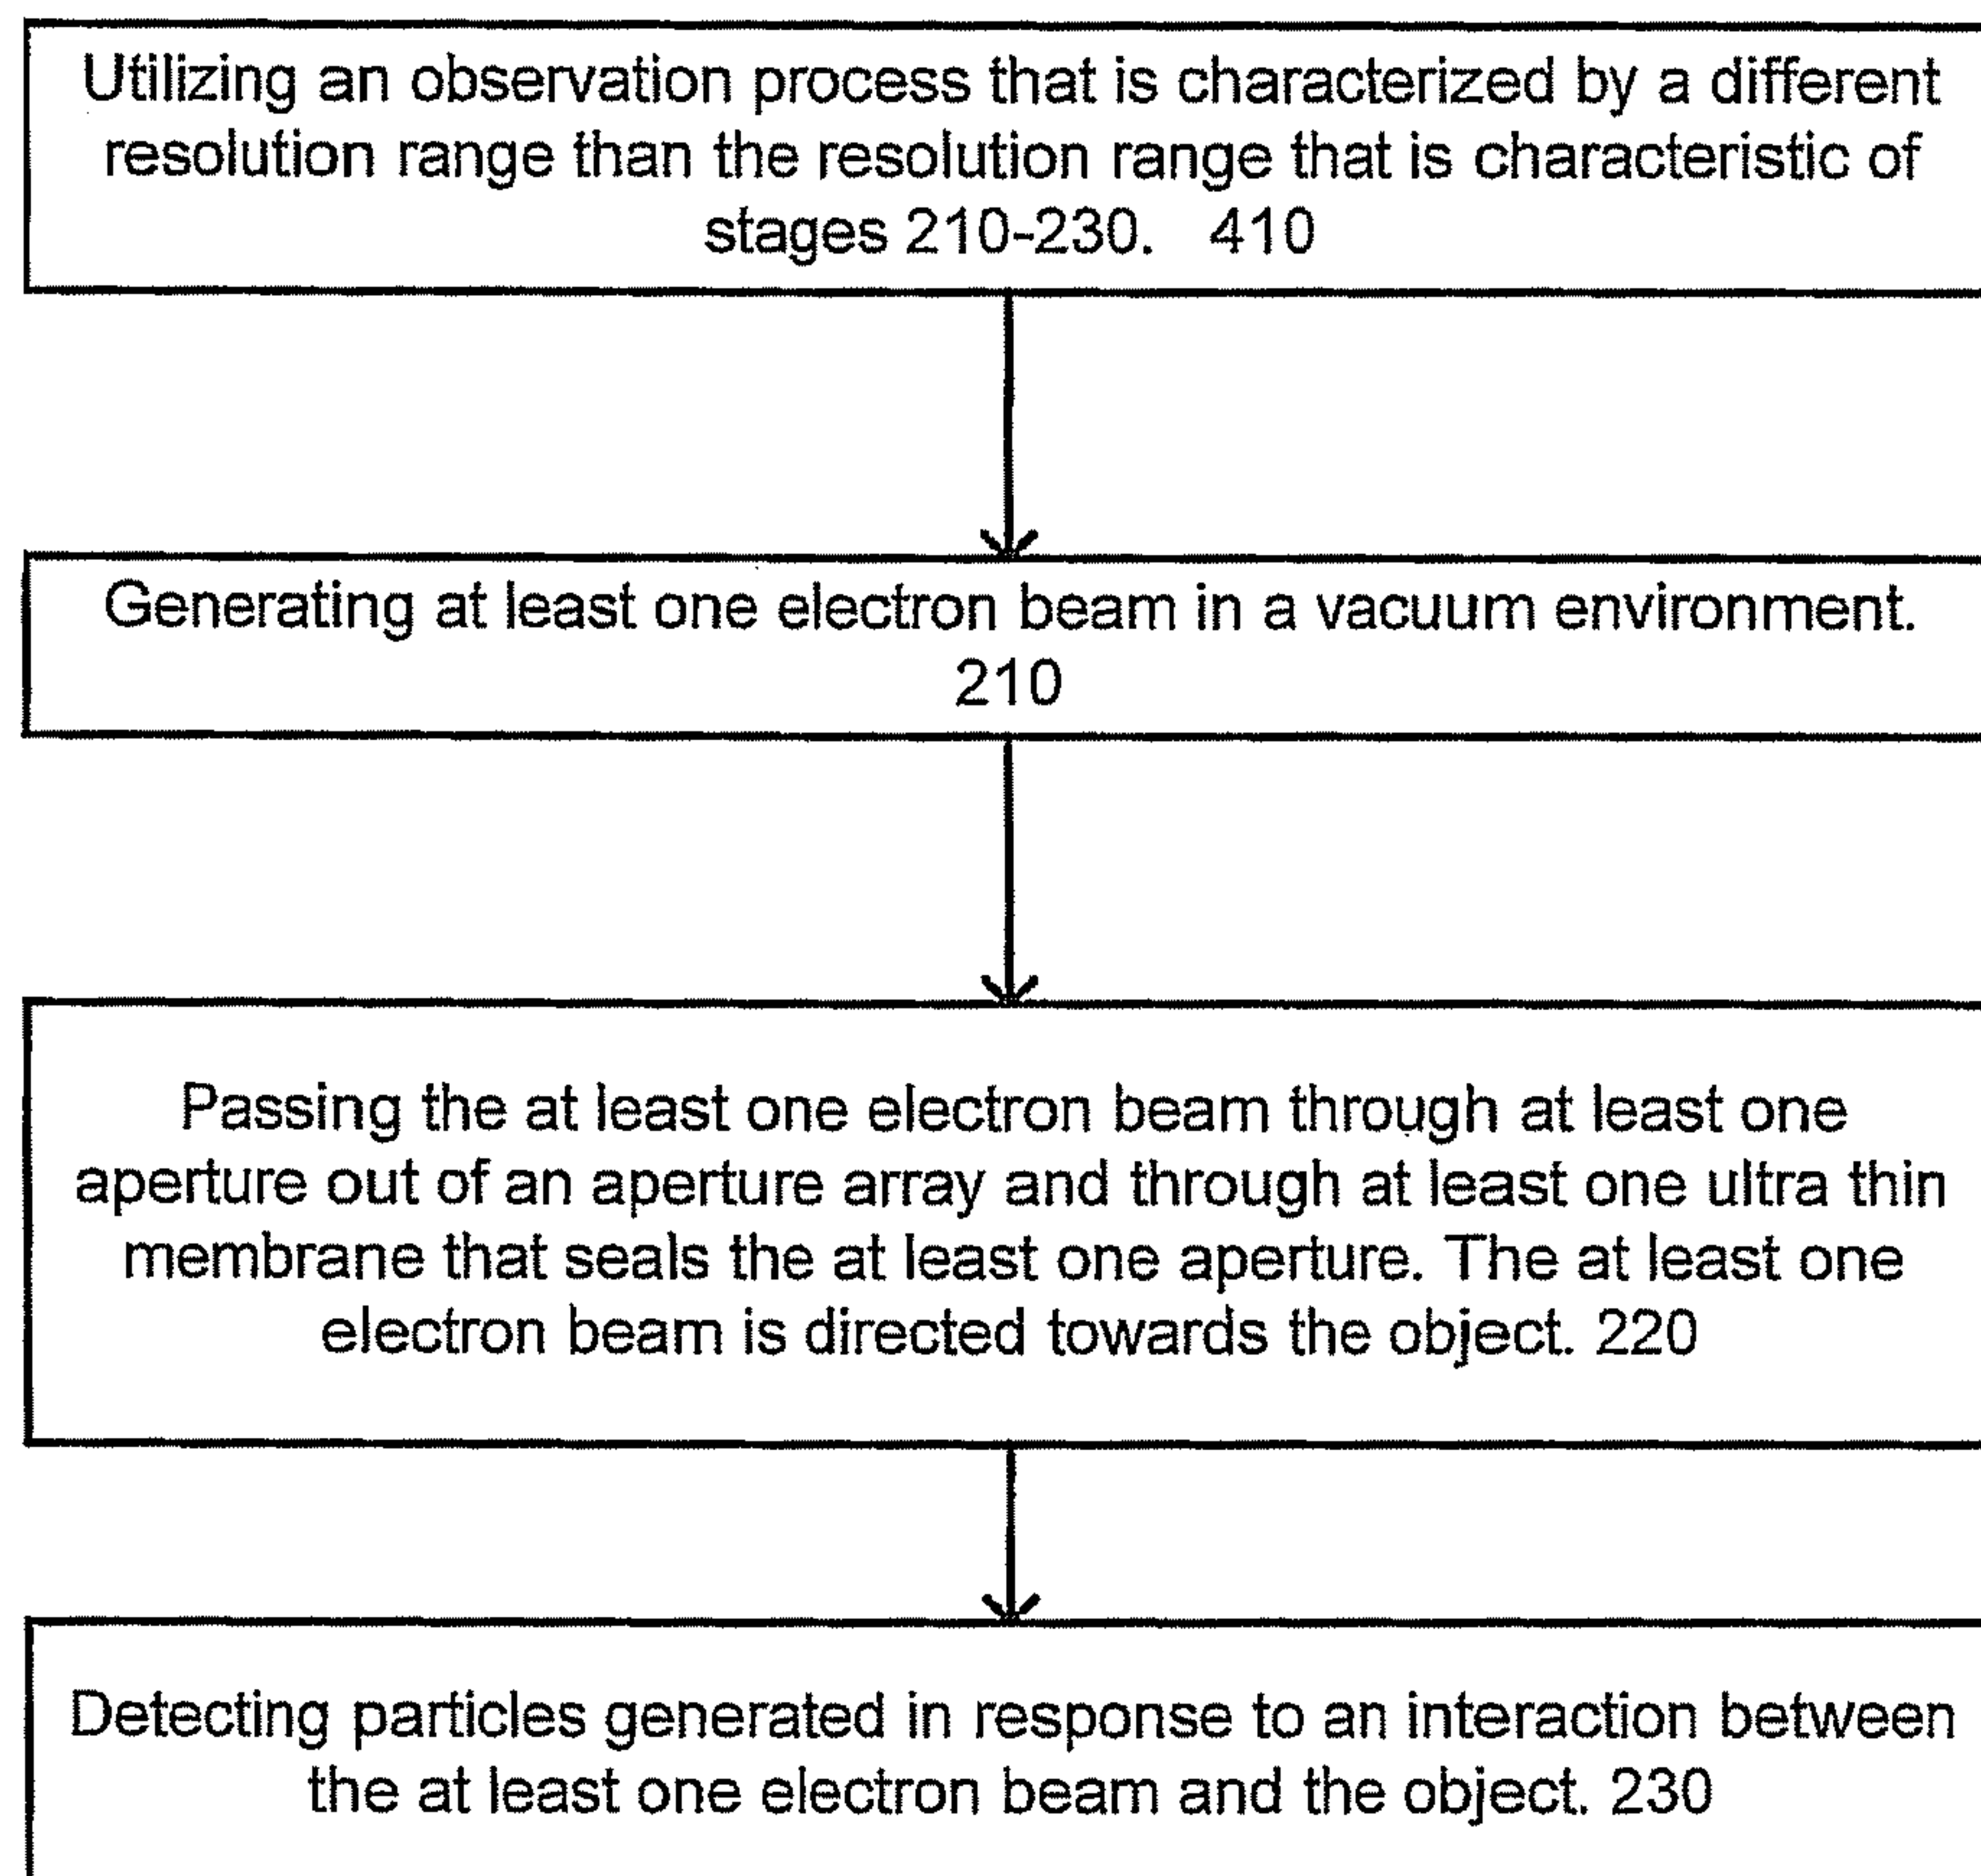 Utilizing an observation process that is characterized by a different
resolution range than the resolution range that is characteristic of
stages 210-230. 410
Generating at least one electron beam in a vacuum environment.
210
Passing the at least one electron beam through at least one
aperture out of an aperture array and through at least one ultra thin
membrane that seals the at least one aperture. The at least one
electron beam is directed towards the object. 220
Detecting particles generated in response to an interaction between
the at least one electron beam and the object. 230